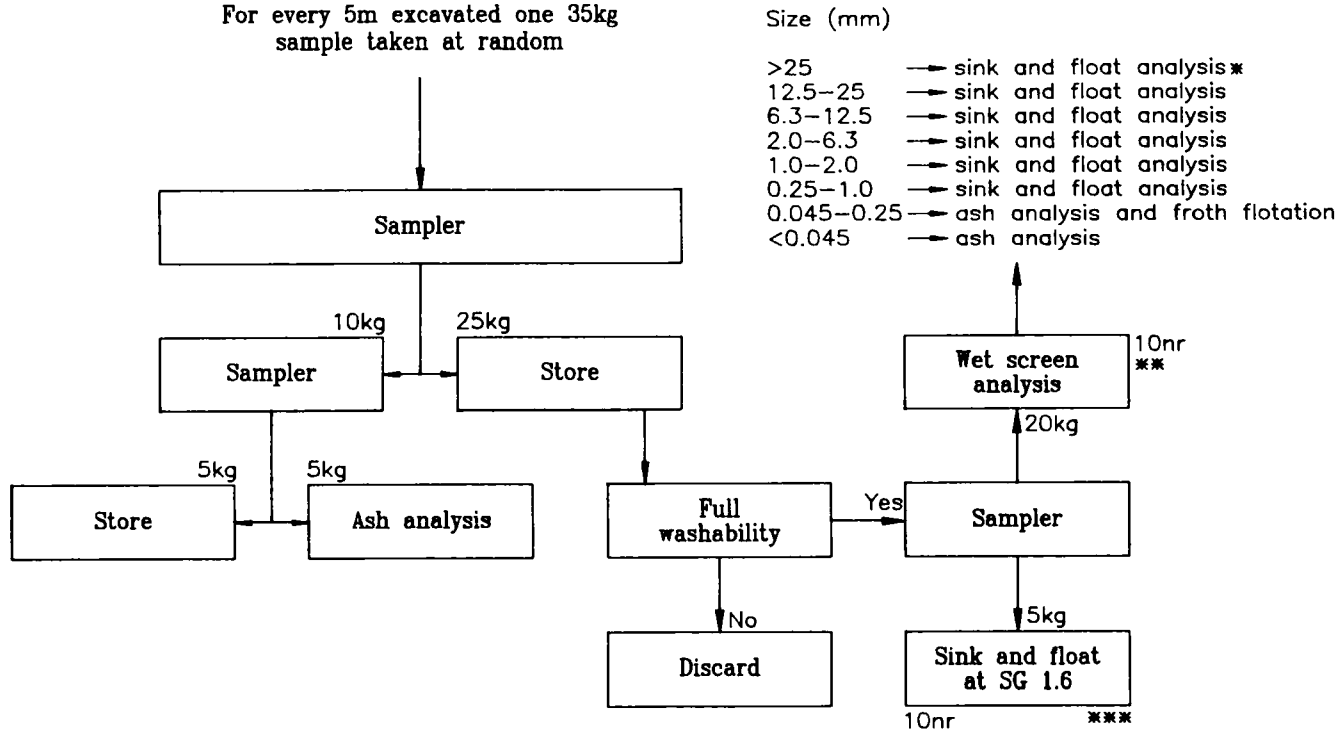 For every 5m excavated one 35kg
sample taken at random
Sampler
10kg
25kg
Sampler
Store
5kg
5kg
Store
Ash analysis
Full
washability
Yes
No
Discard
Sampler
20kg
5kg
Wet screen
analysis
10nr
**
Sink and float
at SG 1.6
10nr
***
Size (mm)
>25 → sink and float analysis*
12.5–25 → sink and float analysis
6.3–12.5 → sink and float analysis
2.0–6.3 → sink and float analysis
1.0–2.0 → sink and float analysis
0.25–1.0 → sink and float analysis
0.045–0.25 → ash analysis and froth flotation
<0.045 → ash analysis